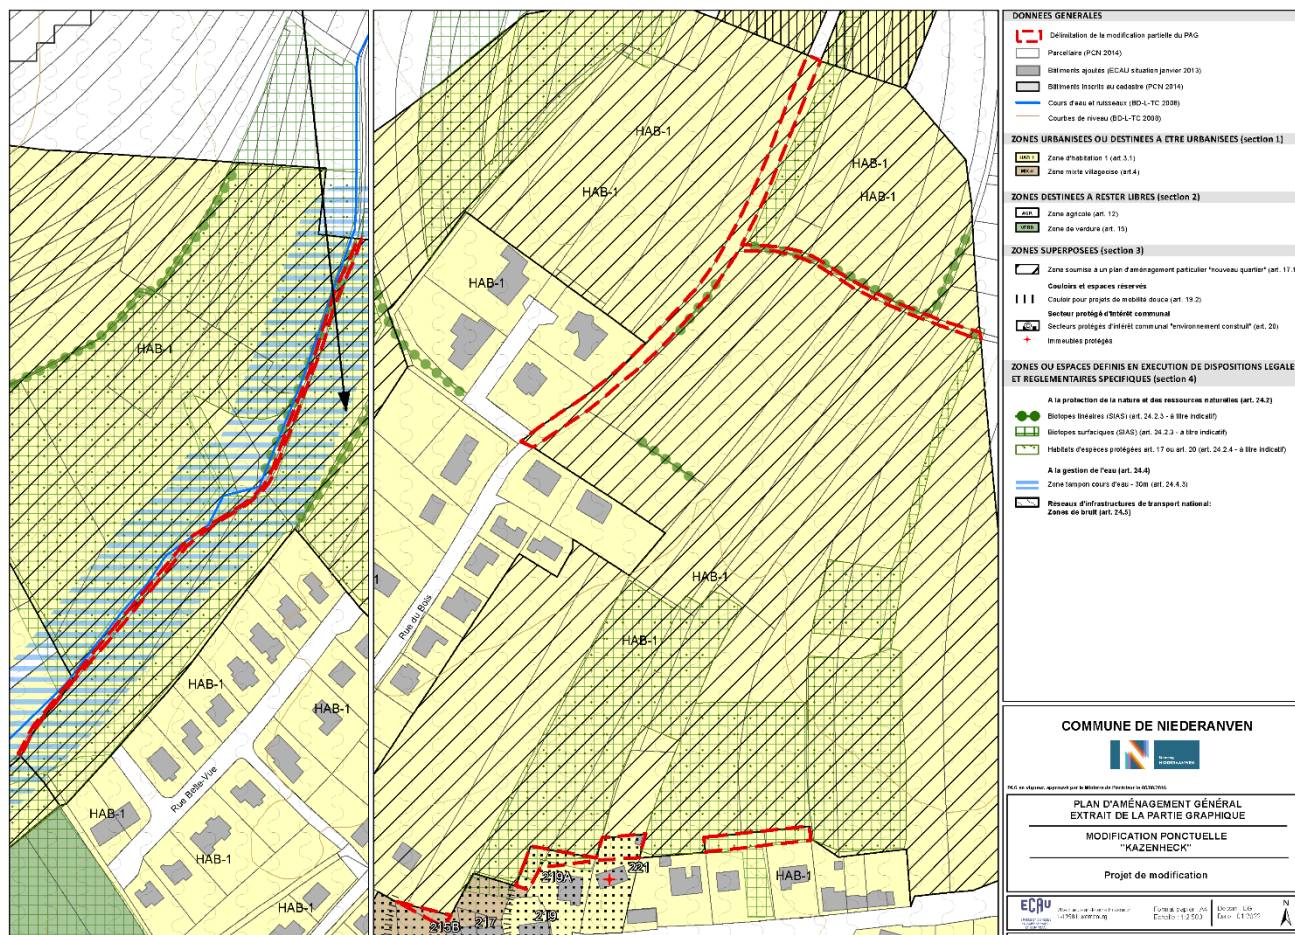 HAB-1
HAB-1
HAB-1
HAB-1
HAB-1
HAB-1
HAB-1
HAB-1
HAB-1
HAB-1
HAB-1
HAB-1
HAB-1
HAB-1
Rue Belle-Vue
Rue du Bois
219A
221
219
217
215B
DONNEES GENERALES
Délimitation de la modification partielle du PAG
Parcellaire (PCN 2014)
Bâtiments ajoutés (ECAU situation janvier 2013)
Bâtiments inscrits au cadastre (PCN 2014)
Cours d'eau et ruisseaux (BD-L-TC 2008)
Courbes de niveau (BD-L-TC 2008)
ZONES URBANISEES OU DESTINEES A ETRE URBANISEES (section 1)
HAB-1 Zone d'habitation 1 (art.3.1)
Zone mixte villageoise (art.4)
ZONES DESTINEES A RESTER LIBRES (section 2)
AGR Zone agricole (art. 12)
VERD Zone de verdure (art. 15)
ZONES SUPERPOSEES (section 3)
Zone soumise à un plan d'aménagement particulier "nouveau quartier" (art. 17.1
Couloirs et espaces réservés
Couloir pour projets de mobilité douce (art. 19.2)
Secteur protégé d'intérêt communal
Secteurs protégés d'intérêt communal "environnement construit" (art. 20)
Immeubles protégés
ZONES OU ESPACES DEFINIS EN EXECUTION DE DISPOSITIONS LEGALE
ET REGLEMENTAIRES SPECIFIQUES (section 4)
A la protection de la nature et des ressources naturelles (art. 24.2)
Biotopes linéaires (SIAS) (art. 24.2.3 - à titre indicatif)
Biotopes surfaciques (SIAS) (art. 24.2.3 - à titre indicatif)
Habitats d'espèces protégées art. 17 ou art. 20 (art. 24.2.4 - à titre indicatif)
A la gestion de l'eau (art. 24.4)
Zone tampon cours d'eau - 30m (art. 24.4.3)
Réseaux d'infrastructures de transport national:
Zones de bruit (art. 24.5)
COMMUNE DE NIEDERANVEN
NIEDERANVEN
PLAN D'AMÉNAGEMENT GÉNÉRAL
EXTRAIT DE LA PARTIE GRAPHIQUE
MODIFICATION PONCTUELLE
"KAZENHECK"
Projet de modification
ECAU
N